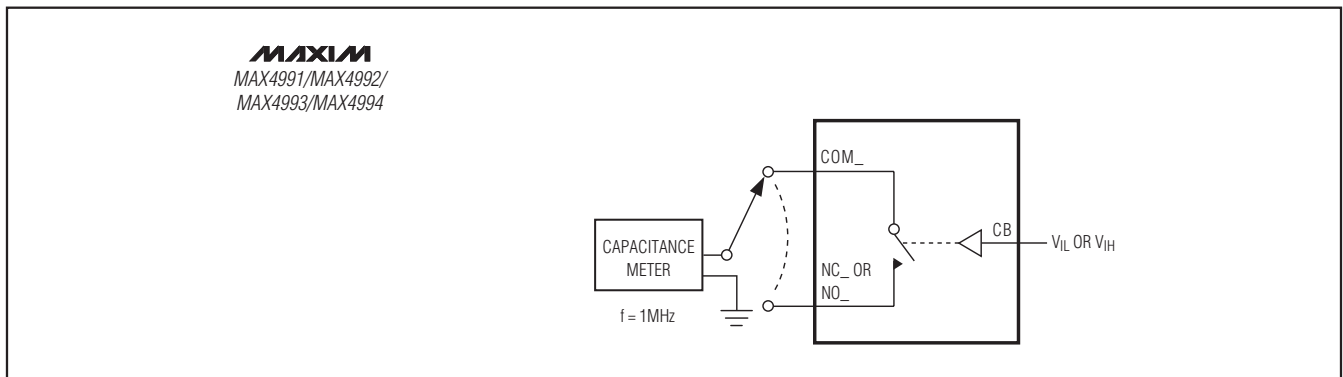 MAXIM
MAX4991/MAX4992/
MAX4993/MAX4994
COM_
CAPACITANCE
METER
f = 1MHz
NC_ OR
NO_
CB
VIL OR VIH